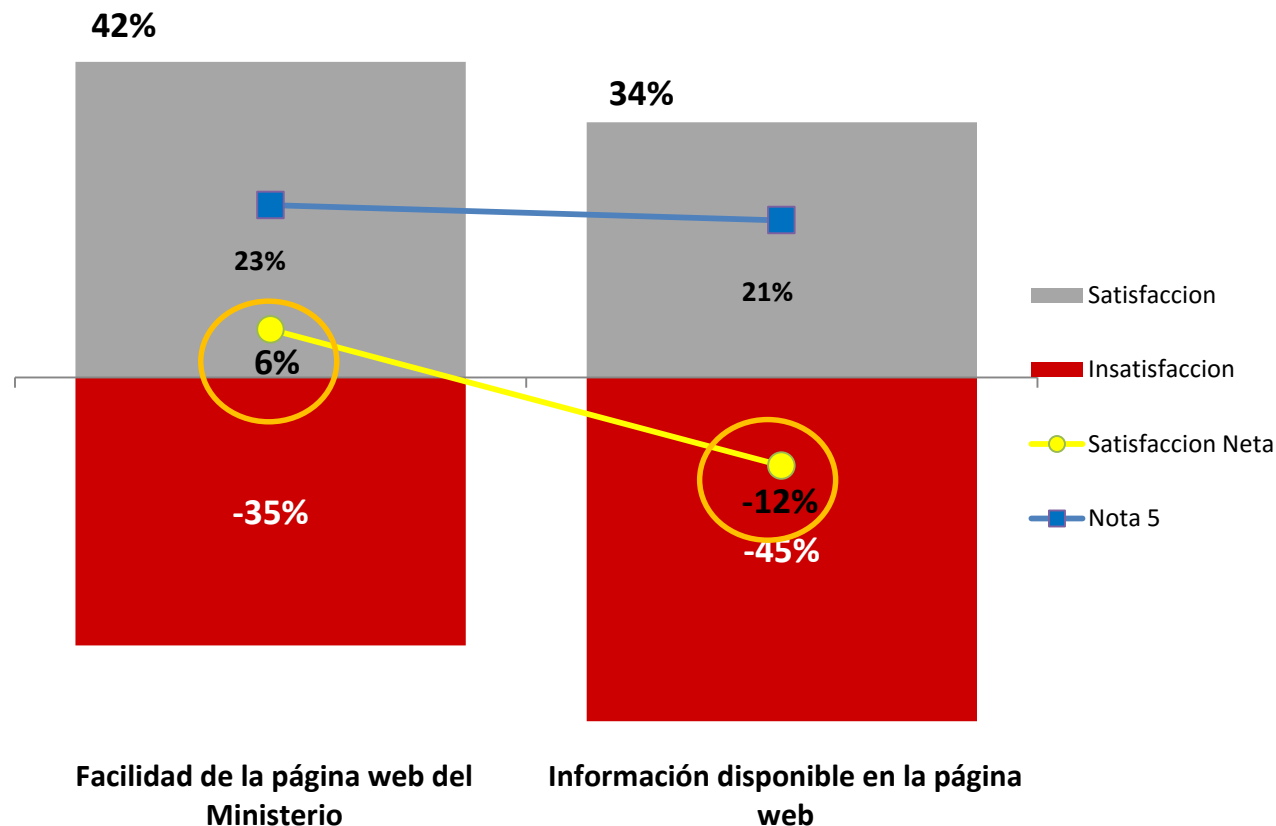 42%
34%
23%
21%
6%
-35%
-12%
-45%
Satisfaccion
Insatisfaccion
Satisfaccion Neta
Nota 5
Facilidad de la página web del
Ministerio
Información disponible en la página
web